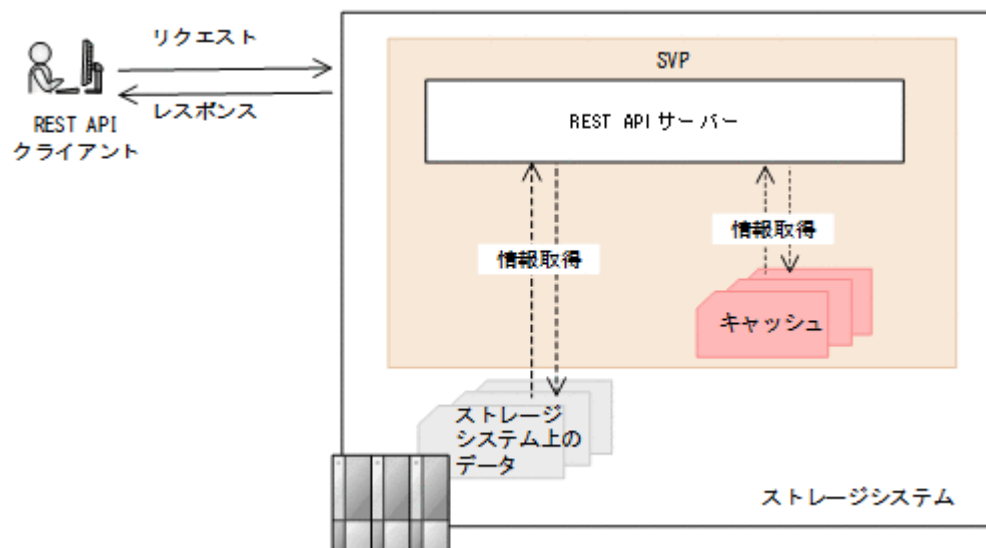 リクエスト
レスポンス
REST API
クライアント
SVP
REST APIサーバー
情報取得
情報取得
キャッシュ
ストレージ
システム上の
データ
ストレージシステム